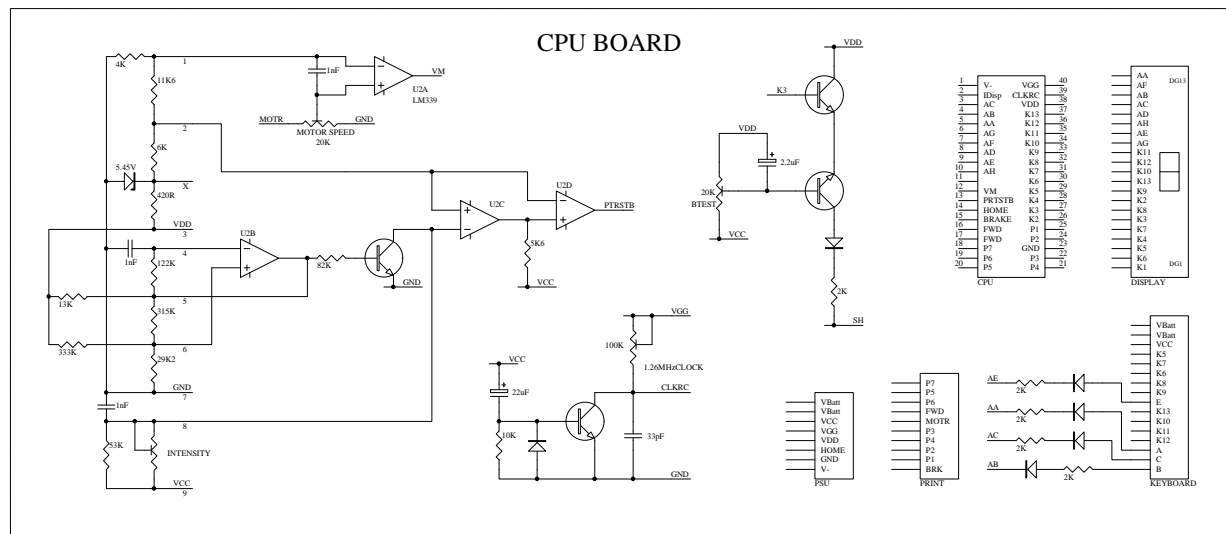 CPU BOARD
4K
1
11K6
1nF
U2A
LM339
VM
MOTR
GND
MOTOR SPEED
20K
2
6K
5.45V
X
420R
VDD
3
1nF
4
122K
U2B
82K
GND
13K
5
315K
333K
6
29K2
GND
7
1nF
8
53K
INTENSITY
VCC
9
U2C
U2D
PTRSTB
5K6
VCC
VCC
22uF
10K
VGG
100K
1.26MHzCLOCK
CLKRC
33pF
GND
VDD
K3
VDD
2.2uF
20K
BTEST
VCC
2K
SH
1 V- VGG 40
2 IDisp CLKRC 39
3 AC VDD 38
4 AB K13 37
5 AA K12 36
6 AG K11 35
7 AF K10 34
8 AD K9 33
9 AE K8 32
10 AH K7 31
11 K6 30
12 VM K5 29
13 PRTSTB K4 28
14 HOME K3 27
15 BRAKE K2 26
16 FWD P1 25
17 FWD P2 24
18 P7 GND 23
19 P6 P3 22
20 P5 P4 21
CPU
AA
AF
AB
AC
AD
AH
AE
AG
K11
K12
K10
K13
K9
K2
K8
K3
K7
K4
K5
K6
K1
DG13
DG1
DISPLAY
VBatt
VBatt
VCC
VGG
VDD
HOME
GND
V-
PSU
P7
P5
P6
FWD
MOTR
P3
P4
P2
P1
BRK
PRINT
AE
2K
AA
2K
AC
2K
AB
2K
VBatt
VBatt
VCC
K5
K7
K6
K8
K9
E
K13
K10
K11
K12
A
C
B
KEYBOARD